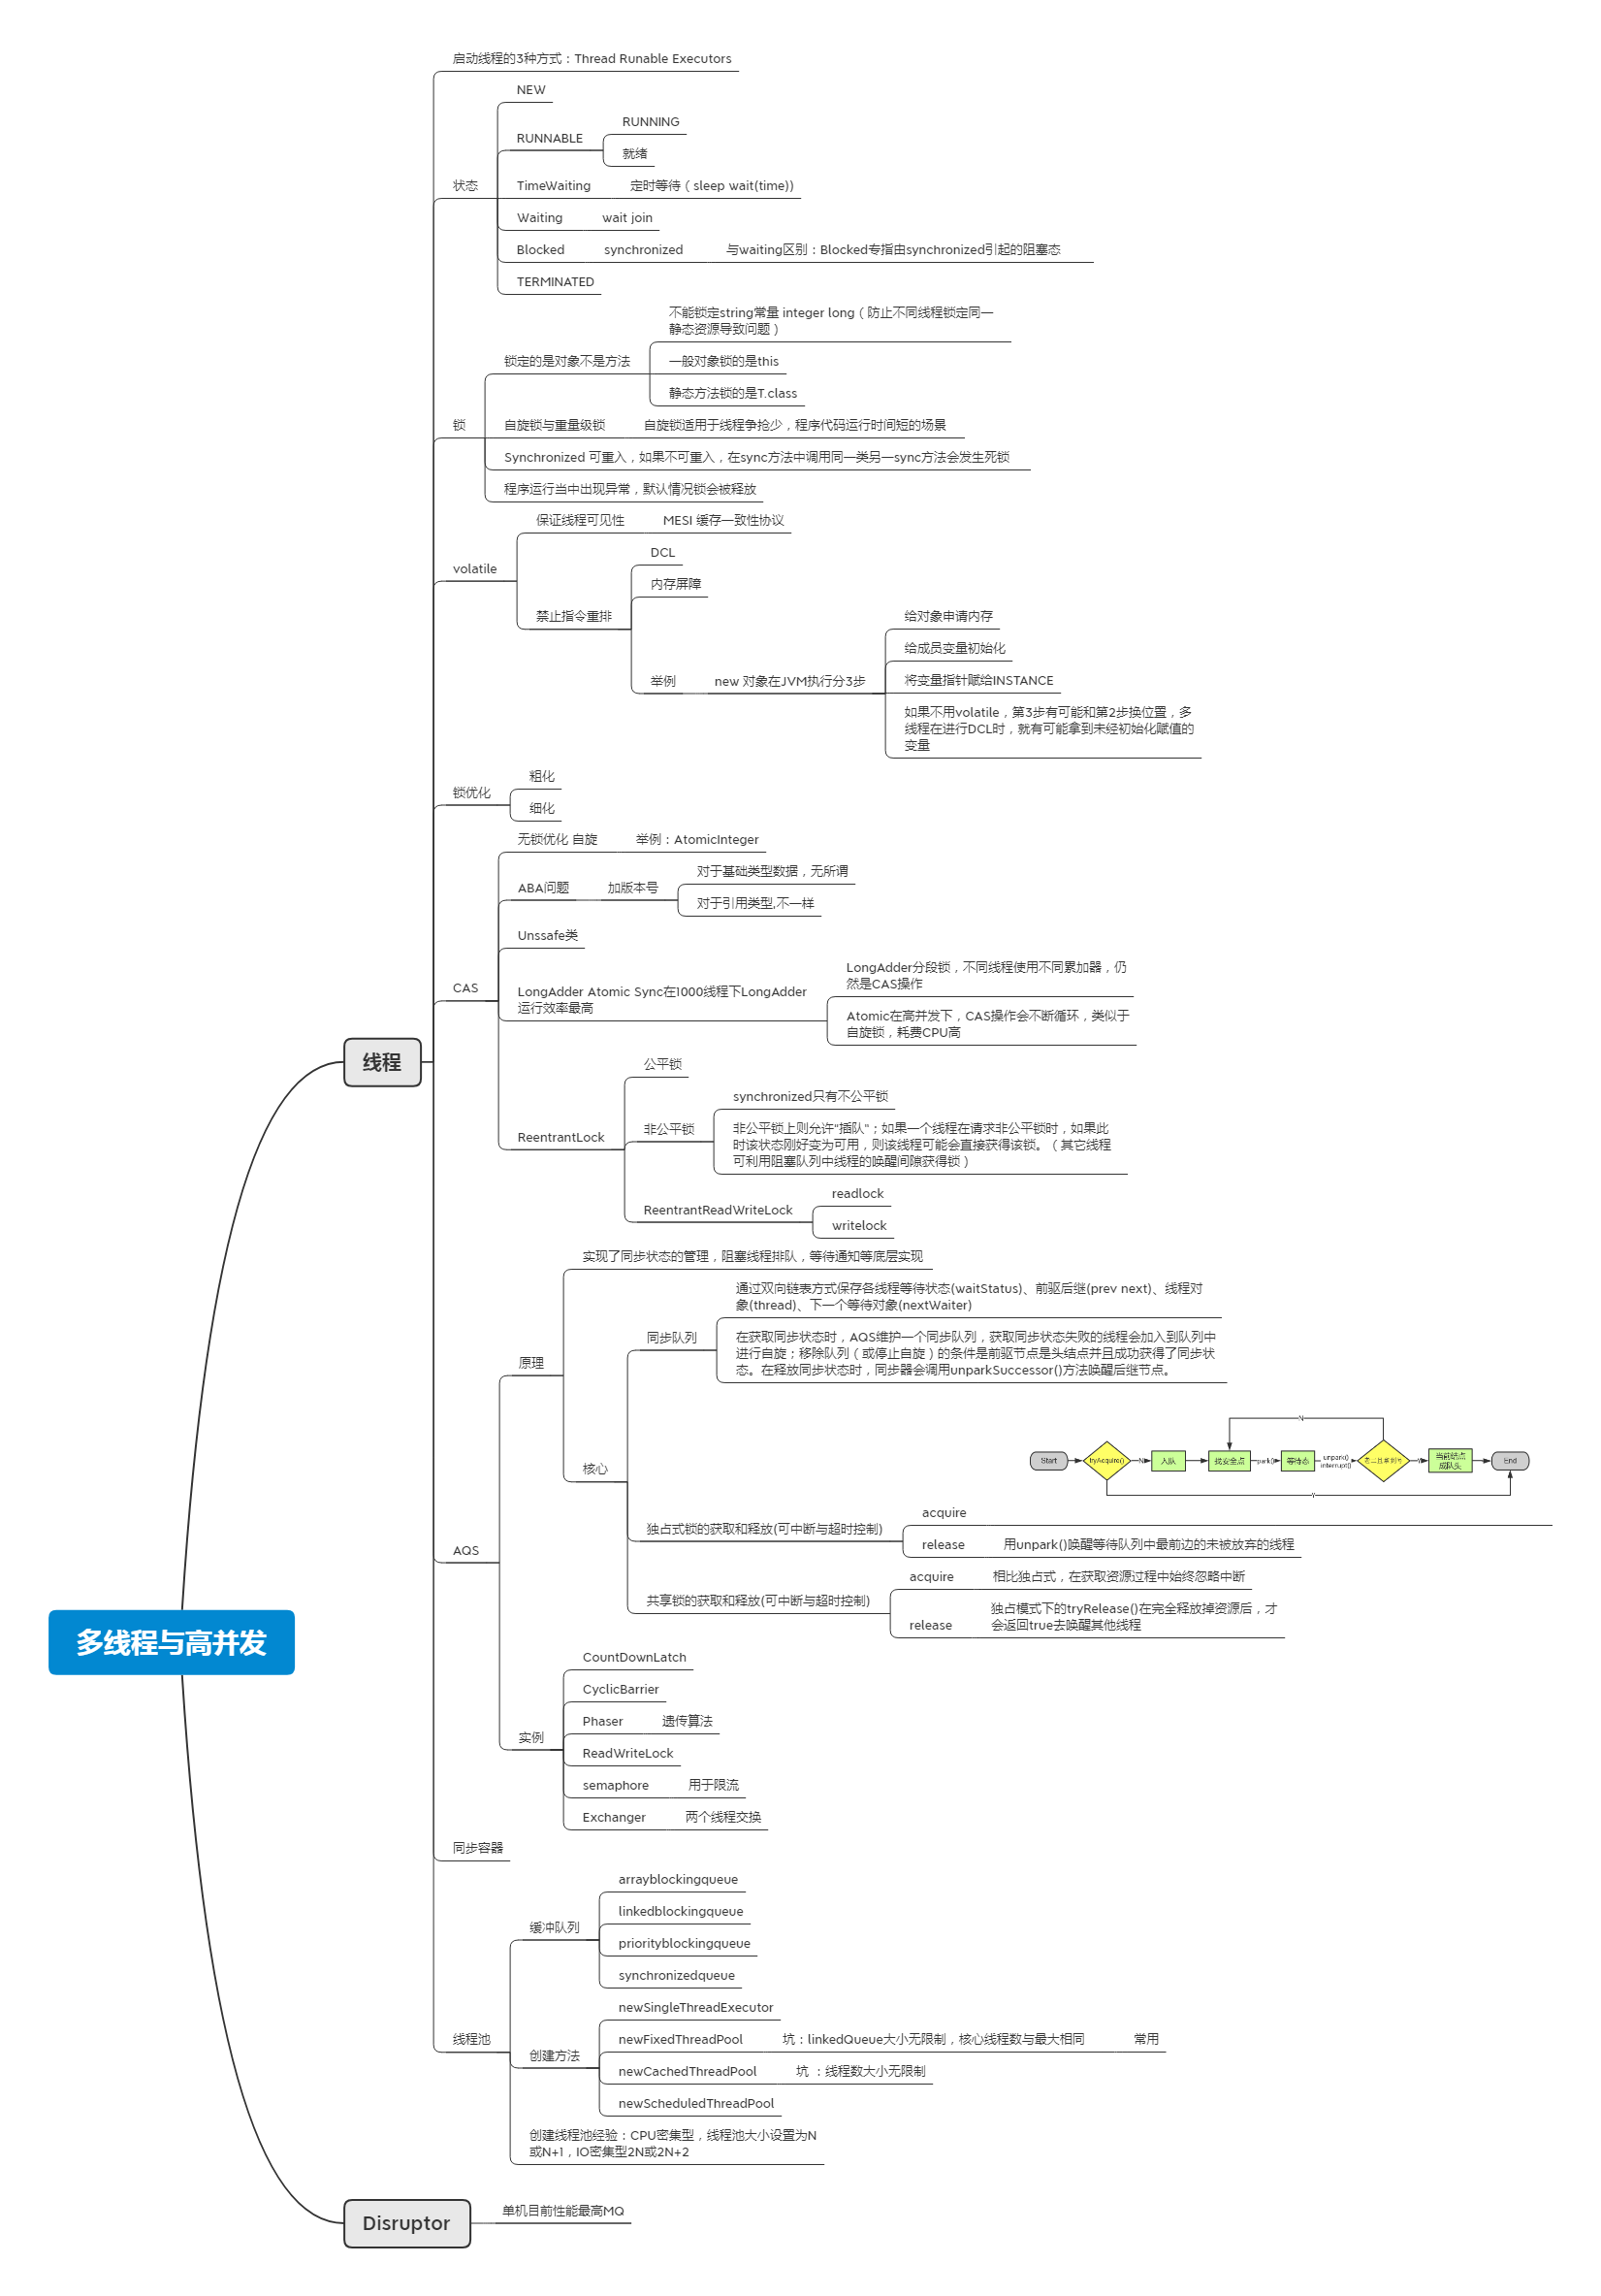 启动线程的3种方式：Thread Runable Executors
NEW
RUNNING
RUNNABLE
就绪
状态
TimeWaiting
定时等待（sleep wait(time))
Waiting
wait join
Blocked
synchronized
与waiting区别：Blocked专指由synchronized引起的阻塞态
TERMINATED
不能锁定string常量 integer long（防止不同线程锁定同一
静态资源导致问题）
锁定的是对象不是方法
一般对象锁的是this
静态方法锁的是T.class
锁
自旋锁与重量级锁
自旋锁适用于线程争抢少，程序代码运行时间短的场景
Synchronized 可重入，如果不可重入，在sync方法中调用同一类另一sync方法会发生死锁
程序运行当中出现异常，默认情况锁会被释放
保证线程可见性
MESI 缓存一致性协议
volatile
DCL
内存屏障
禁止指令重排
给对象申请内存
给成员变量初始化
举例
new 对象在JVM执行分3步
将变量指针赋给INSTANCE
如果不用volatile，第3步有可能和第2步换位置，多
线程在进行DCL时，就有可能拿到未经初始化赋值的
变量
粗化
锁优化
细化
无锁优化 自旋
举例：AtomicInteger
对于基础类型数据，无所谓
ABA问题
加版本号
对于引用类型,不一样
Unssafe类
CAS
LongAdder Atomic Sync在1000线程下LongAdder
运行效率最高
LongAdder分段锁，不同线程使用不同累加器，仍
然是CAS操作
Atomic在高并发下，CAS操作会不断循环，类似于
自旋锁，耗费CPU高
线程
公平锁
synchronized只有不公平锁
ReentrantLock
非公平锁
非公平锁上则允许“插队”；如果一个线程在请求非公平锁时，如果此
时该状态刚好变为可用，则该线程可能会直接获得该锁。（其它线程
可利用阻塞队列中线程的唤醒间隙获得锁）
readlock
ReentrantReadWriteLock
writelock
实现了同步状态的管理，阻塞线程排队，等待通知等底层实现
通过双向链表方式保存各线程等待状态(waitStatus)、前驱后继(prev next)、线程对
象(thread)、下一个等待对象(nextWaiter)
同步队列
原理
在获取同步状态时，AQS维护一个同步队列，获取同步状态失败的线程会加入到队列中
进行自旋；移除队列（或停止自旋）的条件是前驱节点是头结点并且成功获得了同步状
态。在释放同步状态时，同步器会调用unparkSuccessor()方法唤醒后继节点。
核心
N
Start
tryAcquire()
N
入队
找安全点
park()
等待态
unpark()
interrupt()
Y
当前结点
成队头
End
Y
acquire
独占式锁的获取和释放(可中断与超时控制)
release
用unpark()唤醒等待队列中最前边的未被放弃的线程
AQS
acquire
相比独占式，在获取资源过程中始终忽略中断
共享锁的获取和释放(可中断与超时控制)
release
独占模式下的tryRelease()在完全释放掉资源后，才
会返回true去唤醒其他线程
多线程与高并发
CountDownLatch
CyclicBarrier
Phaser
遗传算法
实例
ReadWriteLock
semaphore
用于限流
Exchanger
两个线程交换
同步容器
arrayblockingqueue
linkedblockingqueue
缓冲队列
priorityblockingqueue
synchronizedqueue
newSingleThreadExecutor
线程池
newFixedThreadPool
坑：linkedQueue大小无限制，核心线程数与最大相同
常用
创建方法
newCachedThreadPool
坑 ：线程数大小无限制
newScheduledThreadPool
创建线程池经验：CPU密集型，线程池大小设置为N
或N+1，IO密集型2N或2N+2
Disruptor
单机目前性能最高MQ